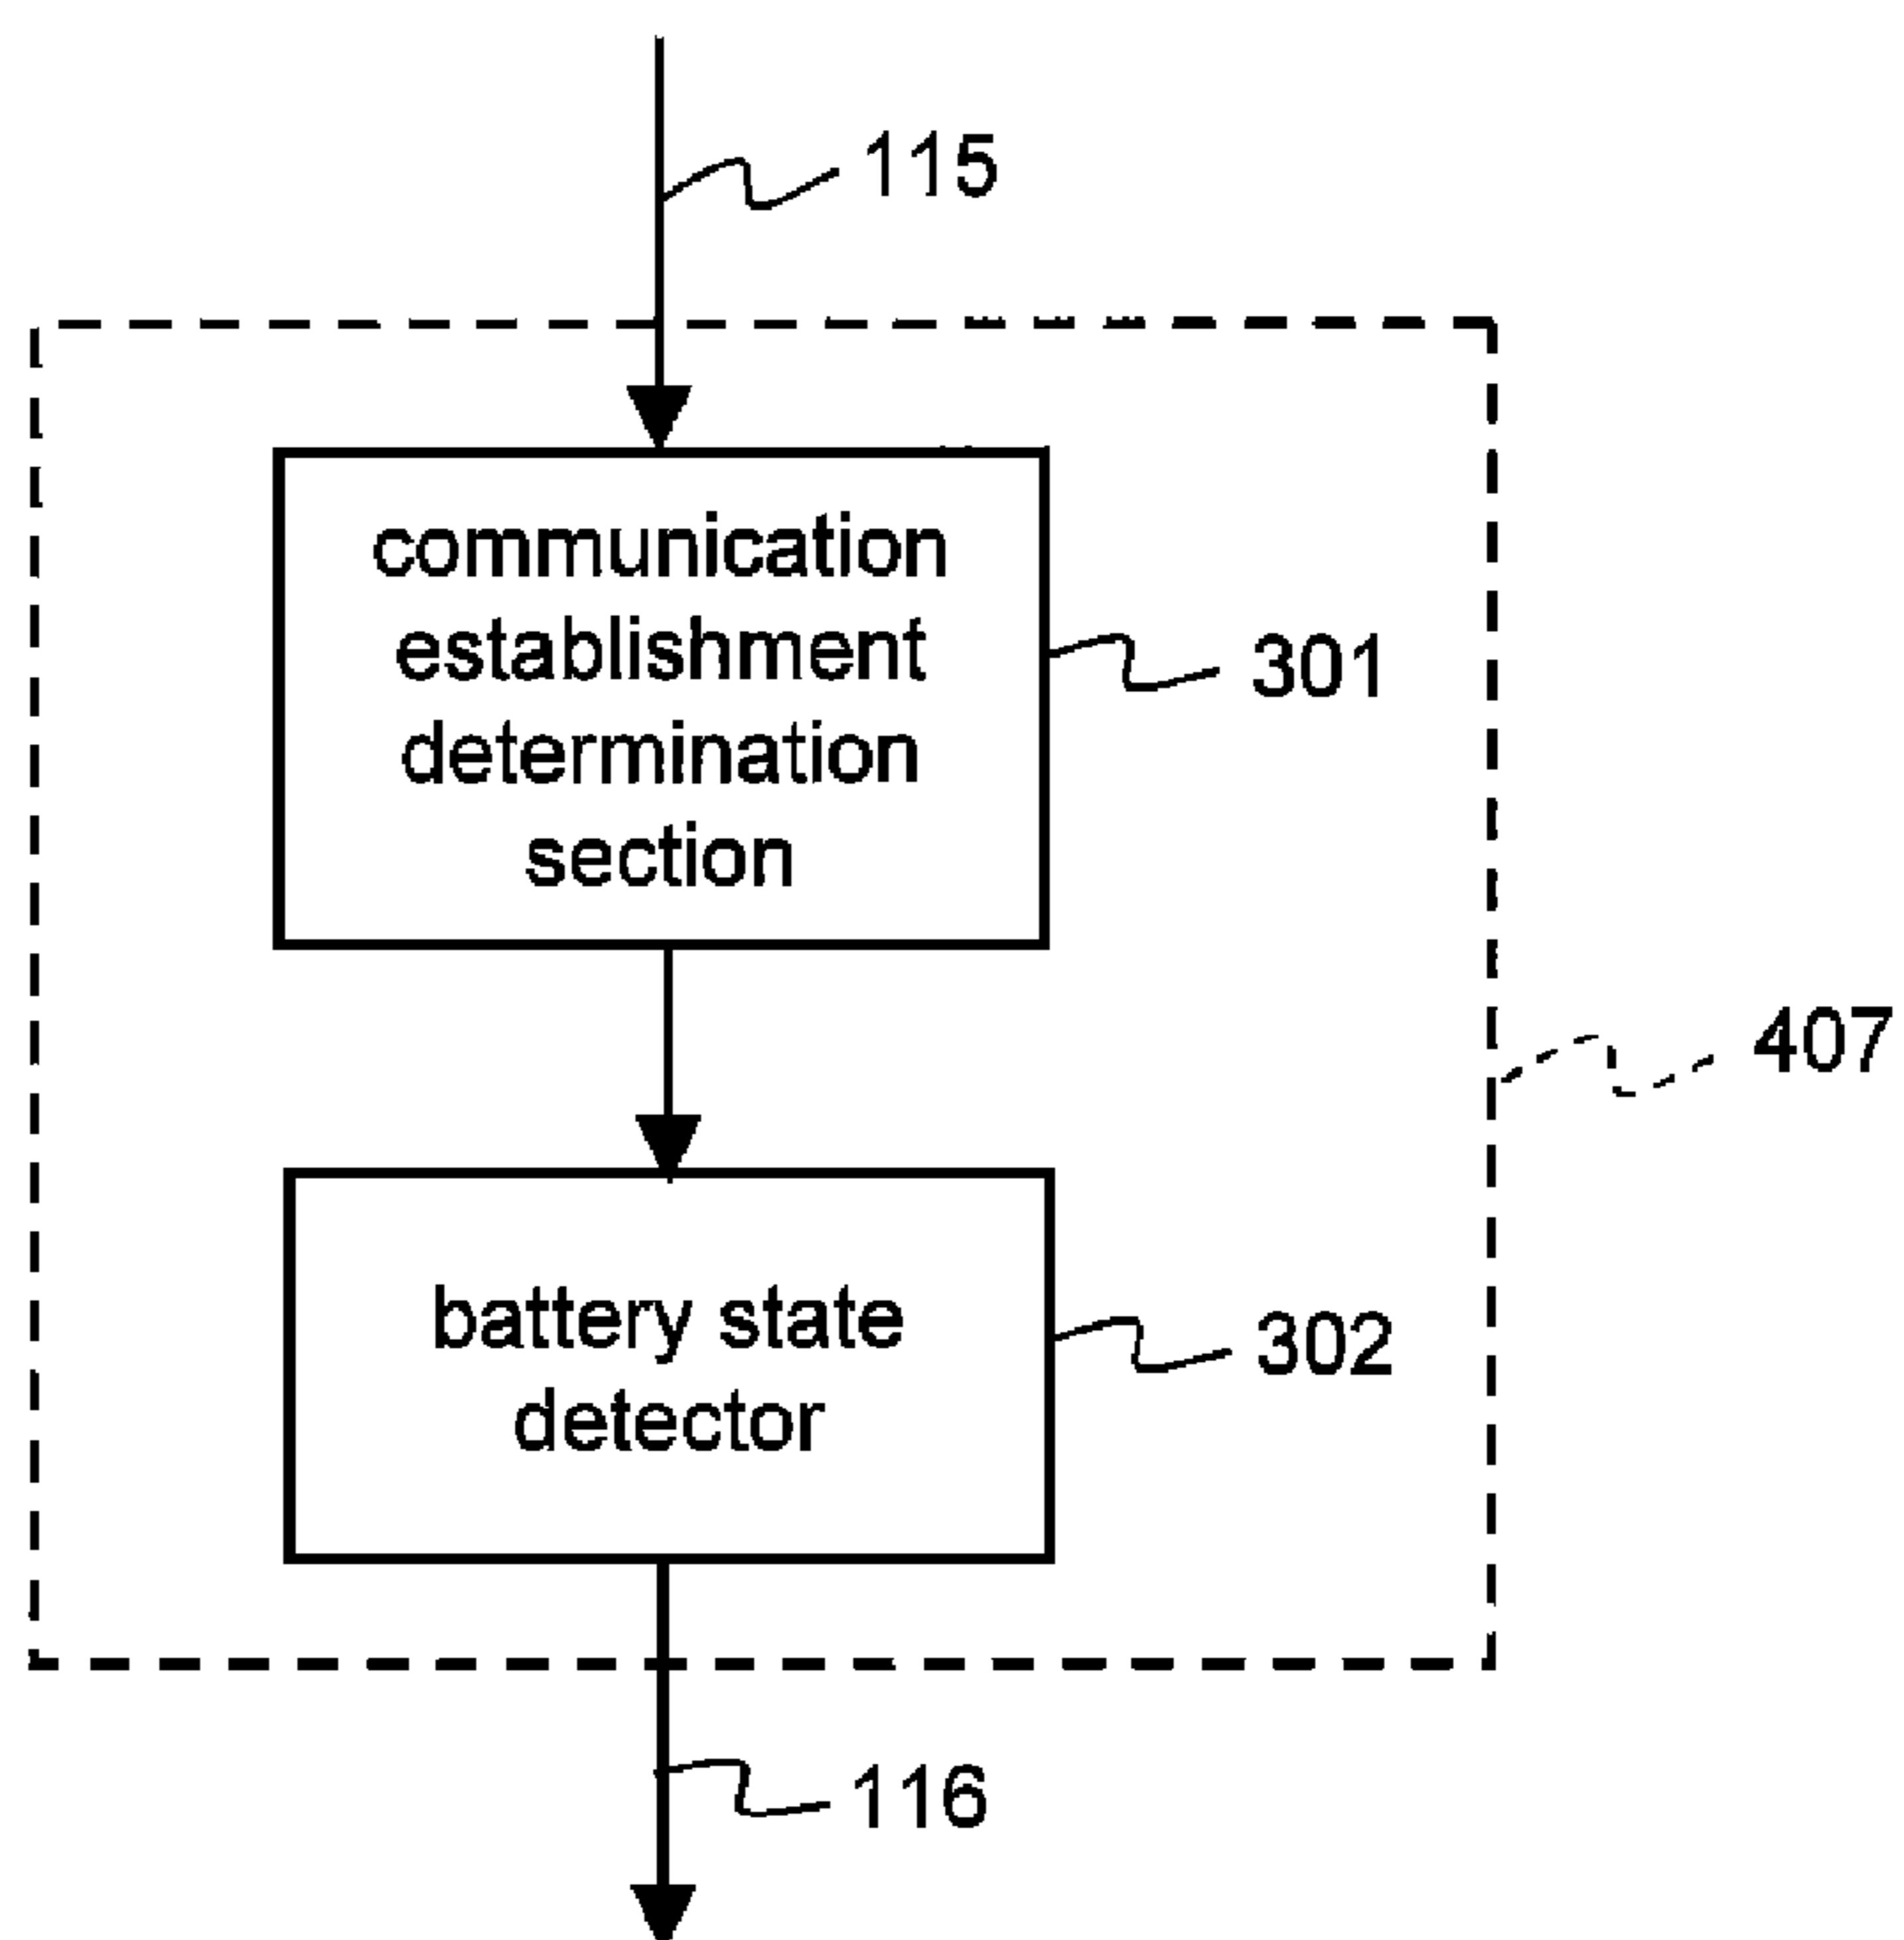 115
communication
establishment
determination
section
301
407
battery state
detector
302
116